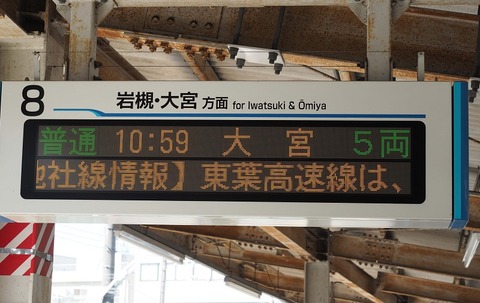 8 岩槻・大宮 方面 for Iwatsuki & Ōmiya
普通 10:59 大宮 5両
社線情報】東葉高速線は、